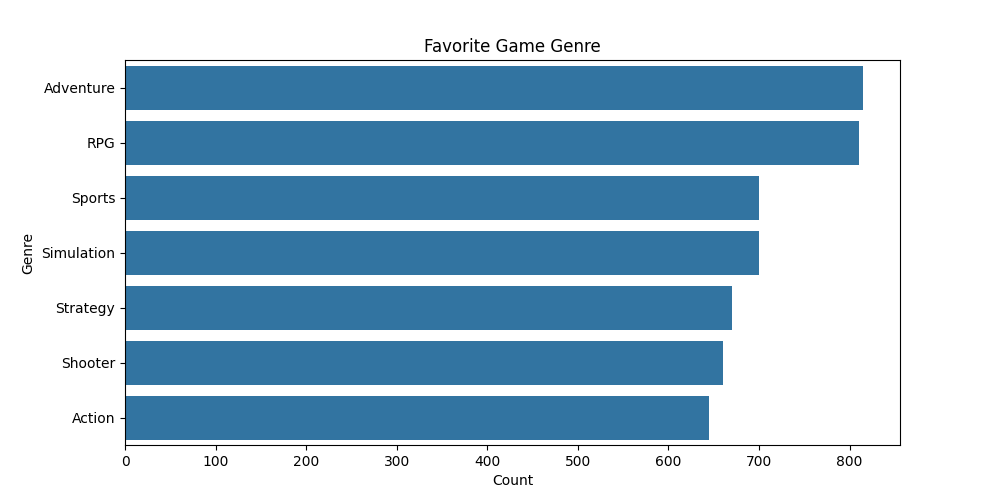 Favorite Game Genre
Genre
Adventure
RPG
Sports
Simulation
Strategy
Shooter
Action
0 100 200 300 400 500 600 700 800
Count